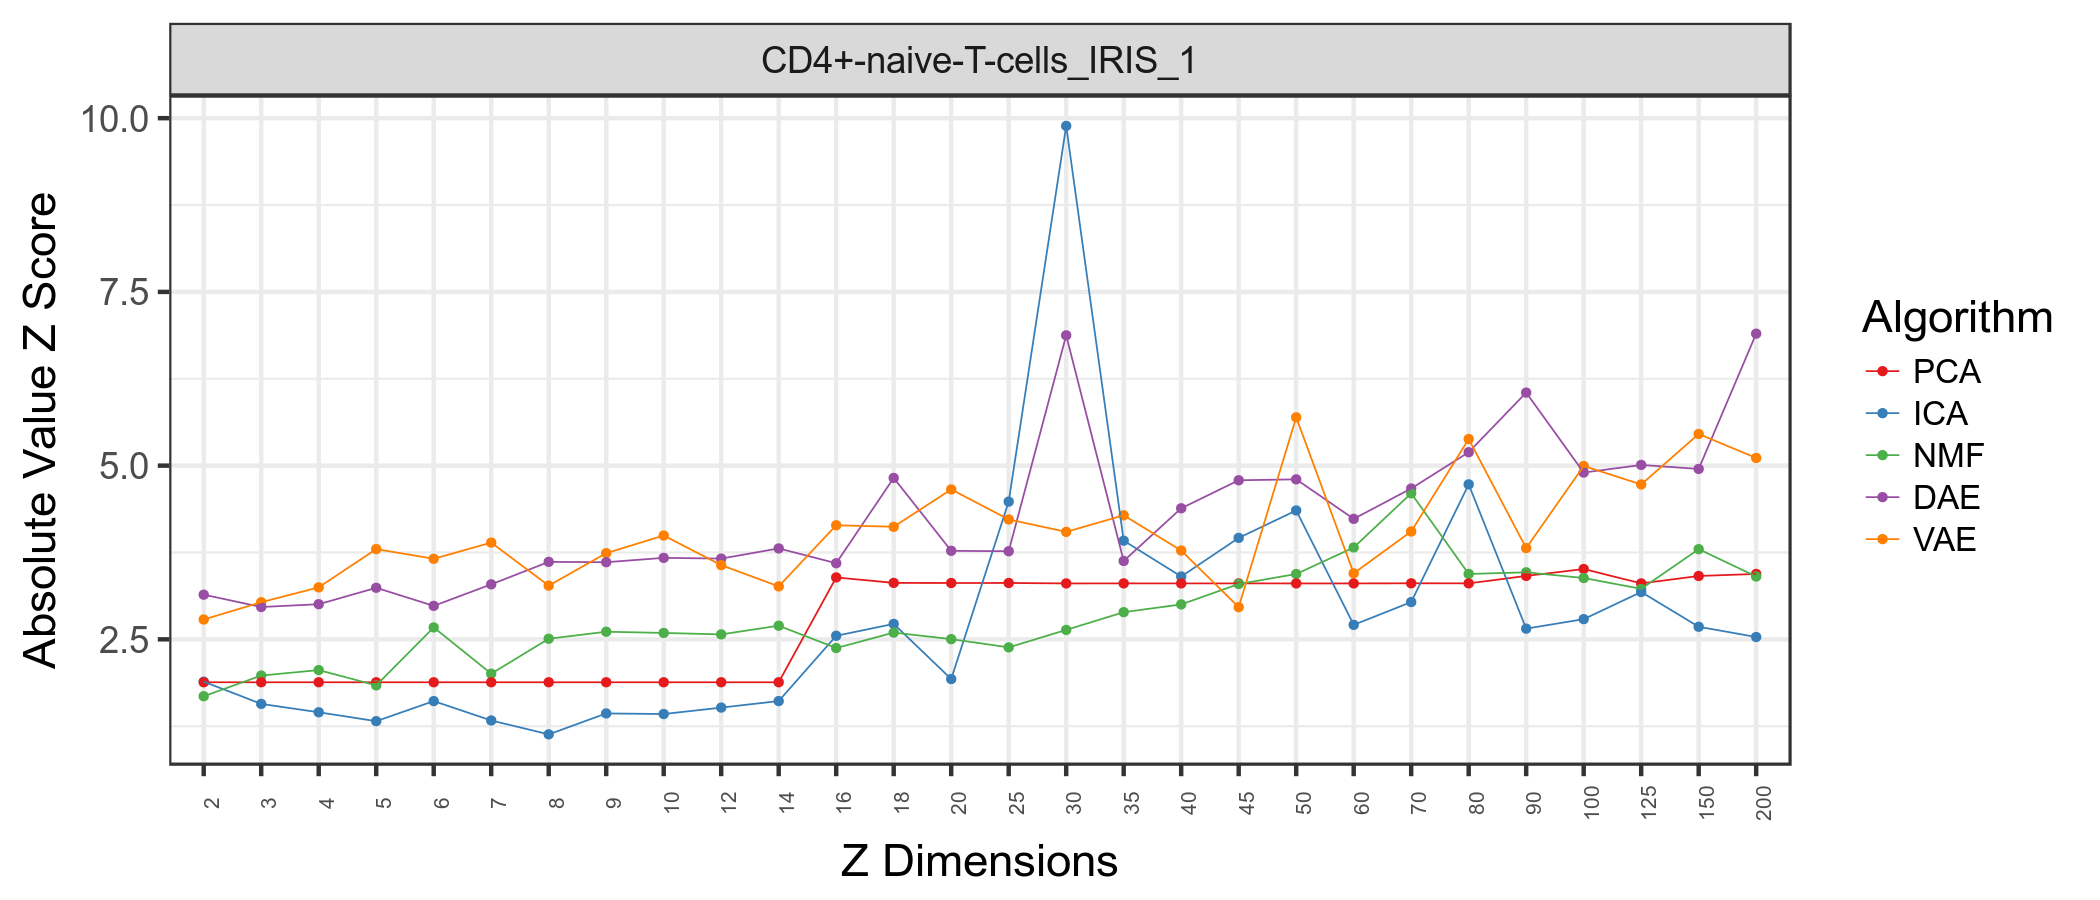 CD4+-naive-T-cells_IRIS_1
10.0
7.5
5.0
2.5
Absolute Value Z Score
2 3 4 5 6 7 8 9 10 12 14 16 18 20 25 30 35 40 45 50 60 70 80 90 100 125 150 200
Z Dimensions
Algorithm
PCA
ICA
NMF
DAE
VAE